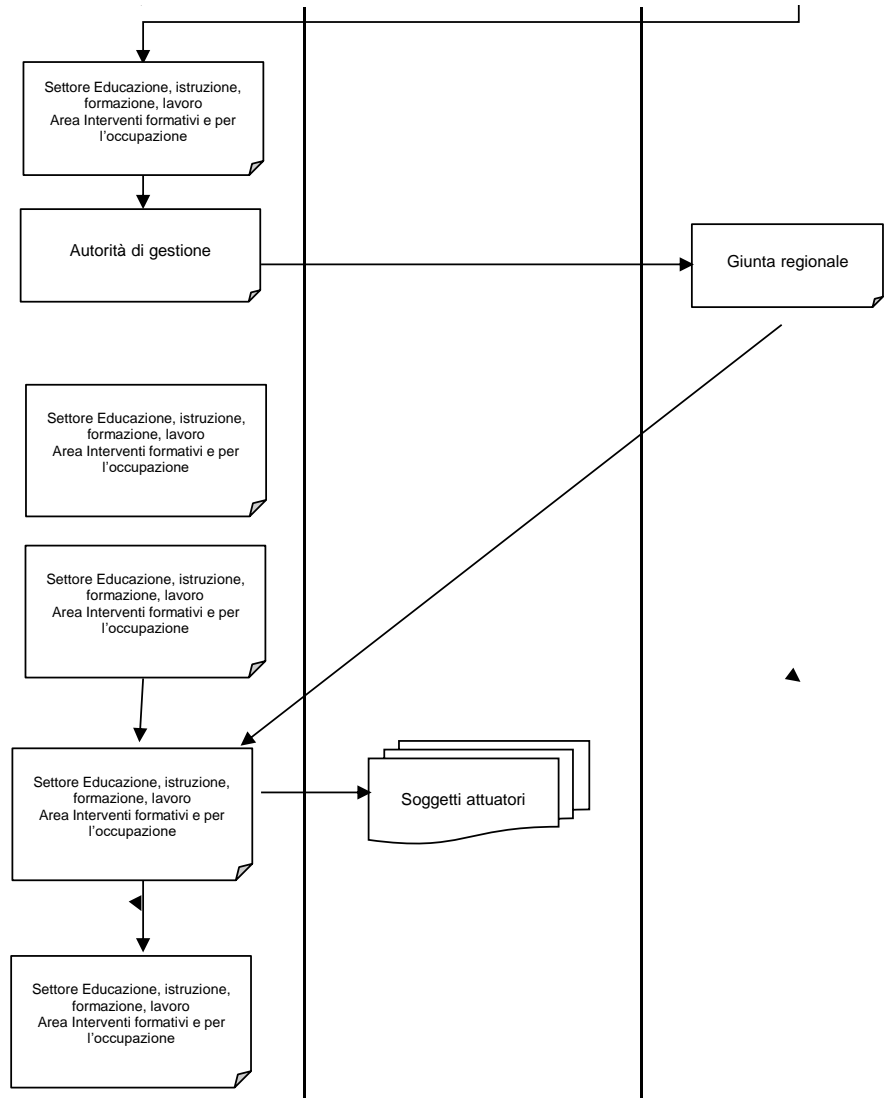 Settore Educazione, istruzione,
formazione, lavoro
Area Interventi formativi e per
l'occupazione
Autorità di gestione
Giunta regionale
Settore Educazione, istruzione,
formazione, lavoro
Area Interventi formativi e per
l'occupazione
Settore Educazione, istruzione,
formazione, lavoro
Area Interventi formativi e per
l'occupazione
Settore Educazione, istruzione,
formazione, lavoro
Area Interventi formativi e per
l'occupazione
Soggetti attuatori
Settore Educazione, istruzione,
formazione, lavoro
Area Interventi formativi e per
l'occupazione